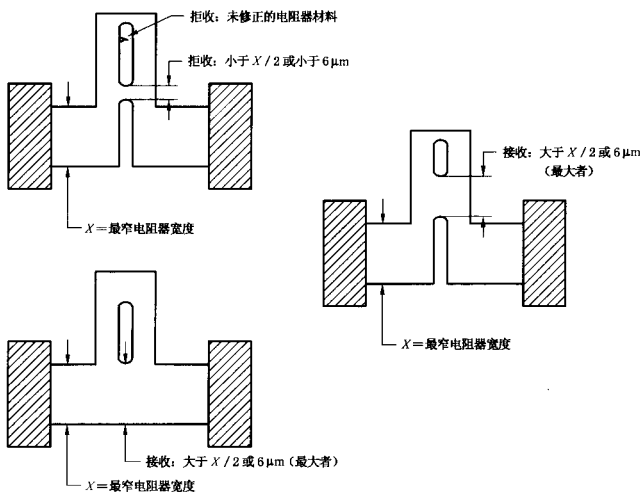 拒收：未修正的电阻器材料
拒收：小于 X/2 或小于 6μm
X＝最窄电阻器宽度
接收：大于 X/2 或 6μm
（最大者）
X＝最窄电阻器宽度
接收：大于 X/2 或 6μm（最大者）
X＝最窄电阻器宽度